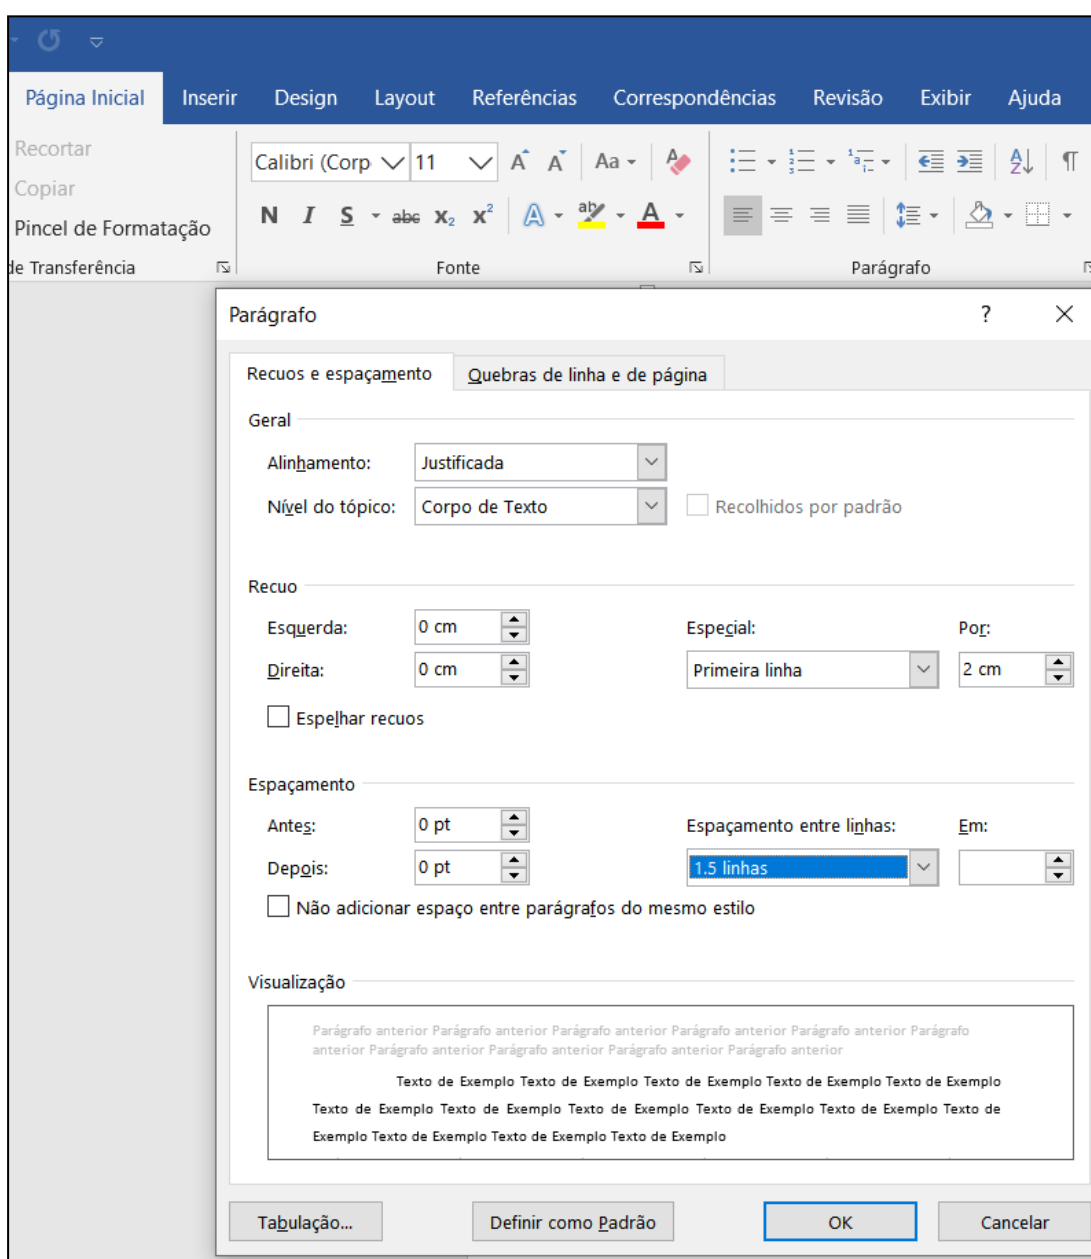 Página Inicial Inserir Design Layout Referências Correspondências Revisão Exibir Ajuda
Recortar
Calibri (Corp 11 Aa
Copiar
N I S abc X₂ X² A ab A
Pincel de Formatação
de Transferência Fonte Parágrafo
Parágrafo ?
Recuos e espaçamento Quebras de linha e de página
Geral
Alinhamento: Justificada
Nível do tópico: Corpo de Texto Recolhidos por padrão
Recuo
Esquerda: 0 cm Especial: Por:
Direita: 0 cm Primeira linha 2 cm
Espelhar recuos
Espaçamento
Antes: 0 pt Espaçamento entre linhas: Em:
Depois: 0 pt 1.5 linhas
Não adicionar espaço entre parágrafos do mesmo estilo
Visualização
Parágrafo anterior Parágrafo anterior Parágrafo anterior Parágrafo anterior Parágrafo anterior Parágrafo
anterior Parágrafo anterior Parágrafo anterior Parágrafo anterior Parágrafo anterior
Texto de Exemplo Texto de Exemplo Texto de Exemplo Texto de Exemplo Texto de Exemplo
Texto de Exemplo Texto de Exemplo Texto de Exemplo Texto de Exemplo Texto de Exemplo Texto de
Exemplo Texto de Exemplo Texto de Exemplo Texto de Exemplo
Tabulação... Definir como Padrão OK Cancelar